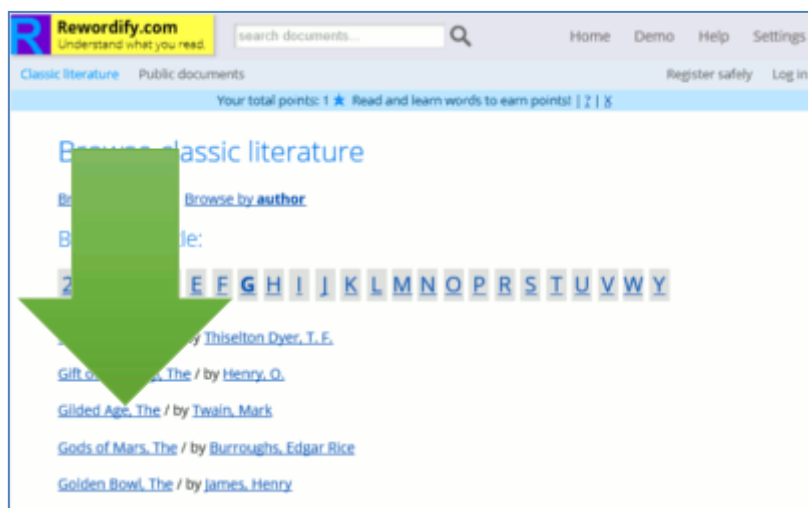 Rewordify.com
Understand what you read.
search documents...
Home Demo Help Settings
Classic literature Public documents
Register safely Log in
Your total points: 1 ★ Read and learn words to earn points! | ? | X
Browse classic literature
Browse by author
2 E F G H I J K L M N O P R S T U V W Y
by Thiselton Dyer, T. F.
Gift The / by Henry, O.
Gilded Age, The / by Twain, Mark
Gods of Mars, The / by Burroughs, Edgar Rice
Golden Bowl, The / by James, Henry